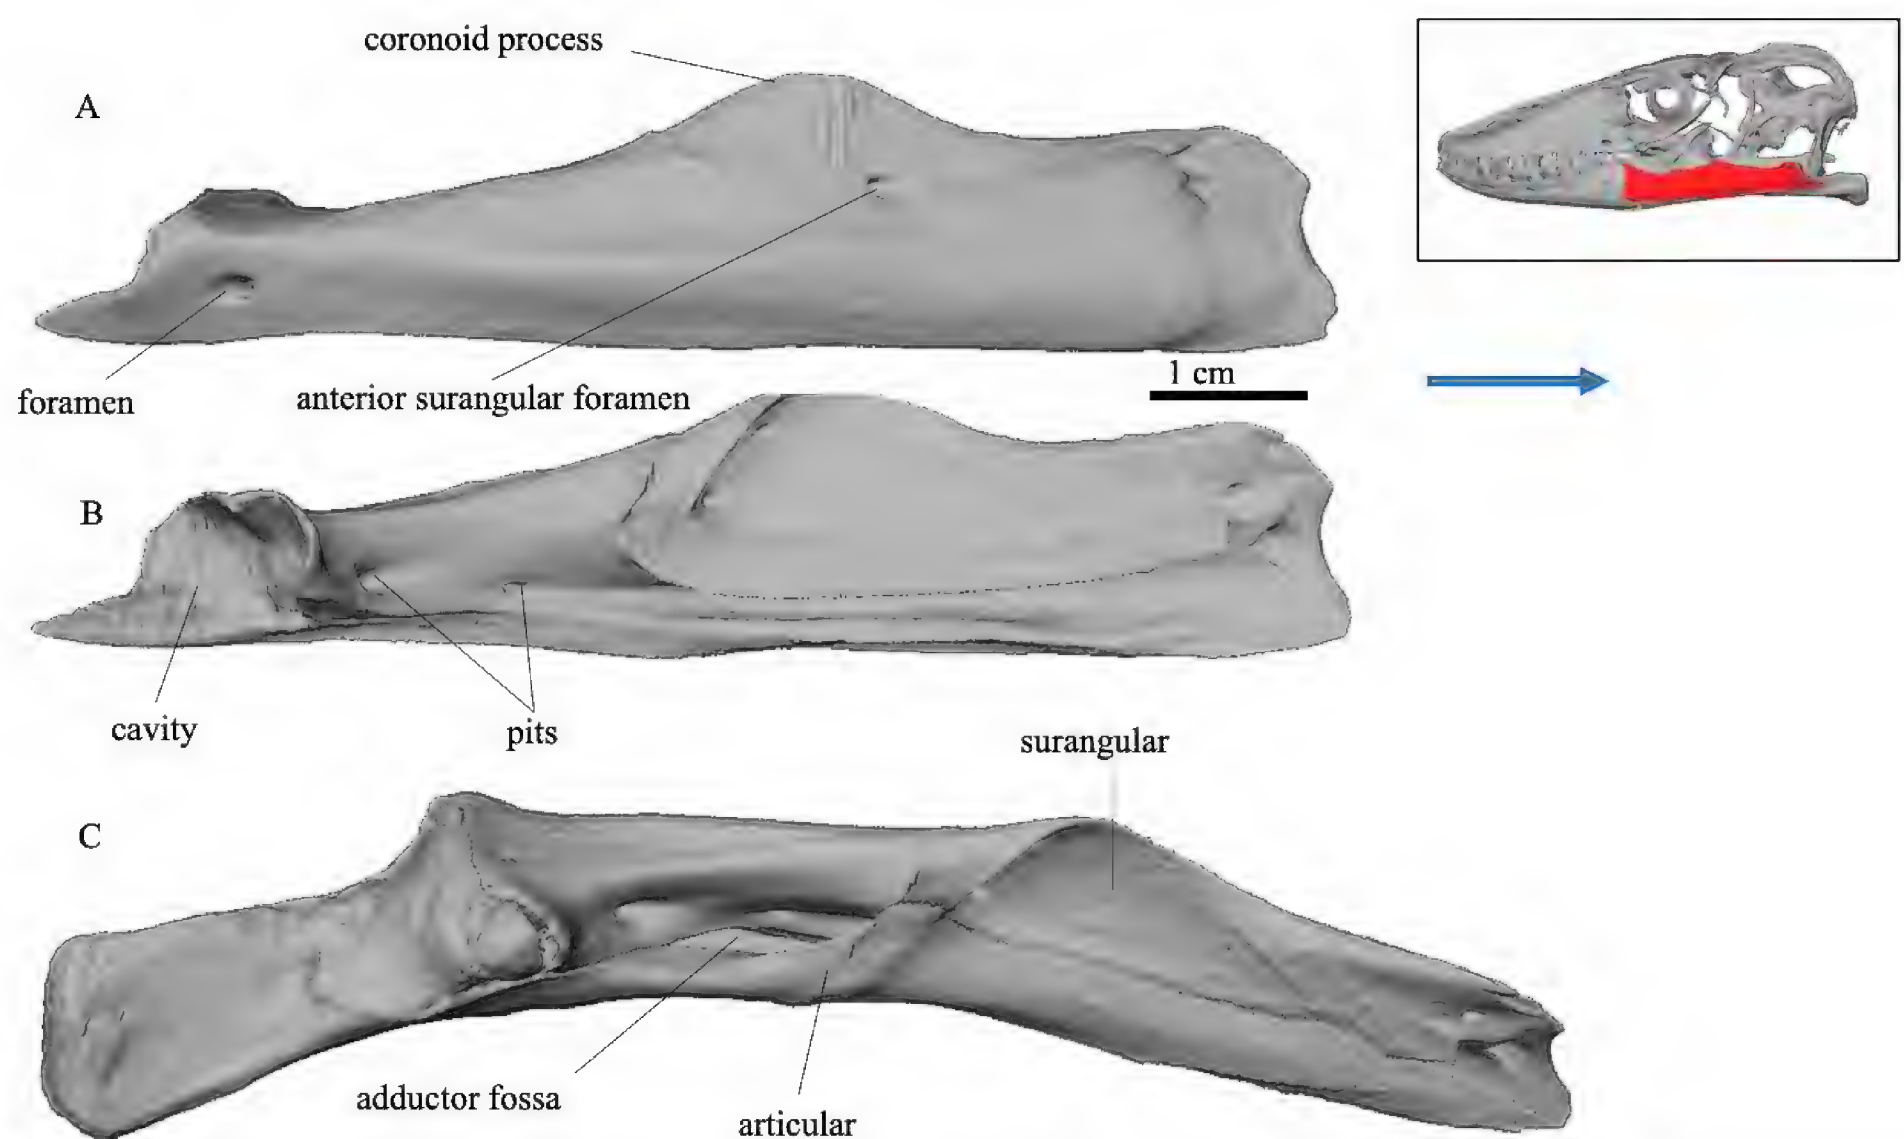 coronoid process
A
foramen
anterior surangular foramen
1 cm
B
cavity
pits
surangular
C
adductor fossa
articular